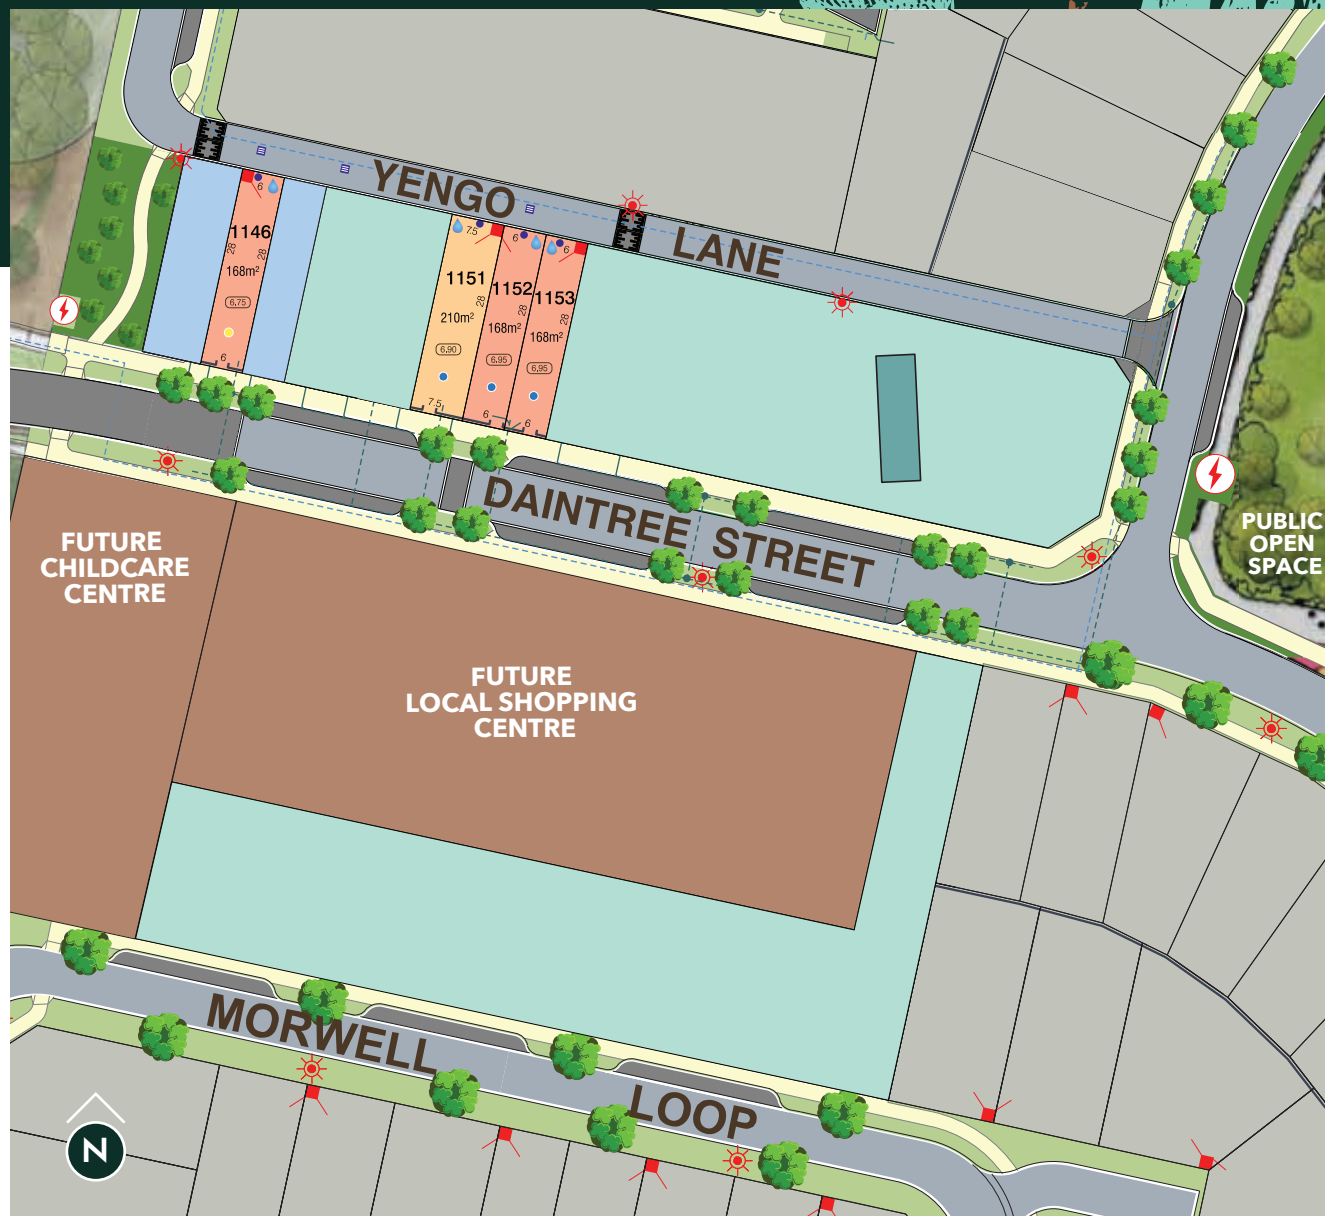 YENGO LANE
6
1146
28
28
168m²
6.75
6
7.5
1151
28
210m²
6.90
7.5
6
1152
28
168m²
6.95
6
6
1153
28
168m²
6.95
6
DAINTREE STREET
FUTURE
CHILDCARE
CENTRE
FUTURE
LOCAL SHOPPING
CENTRE
PUBLIC
OPEN
SPACE
MORWELL LOOP
N